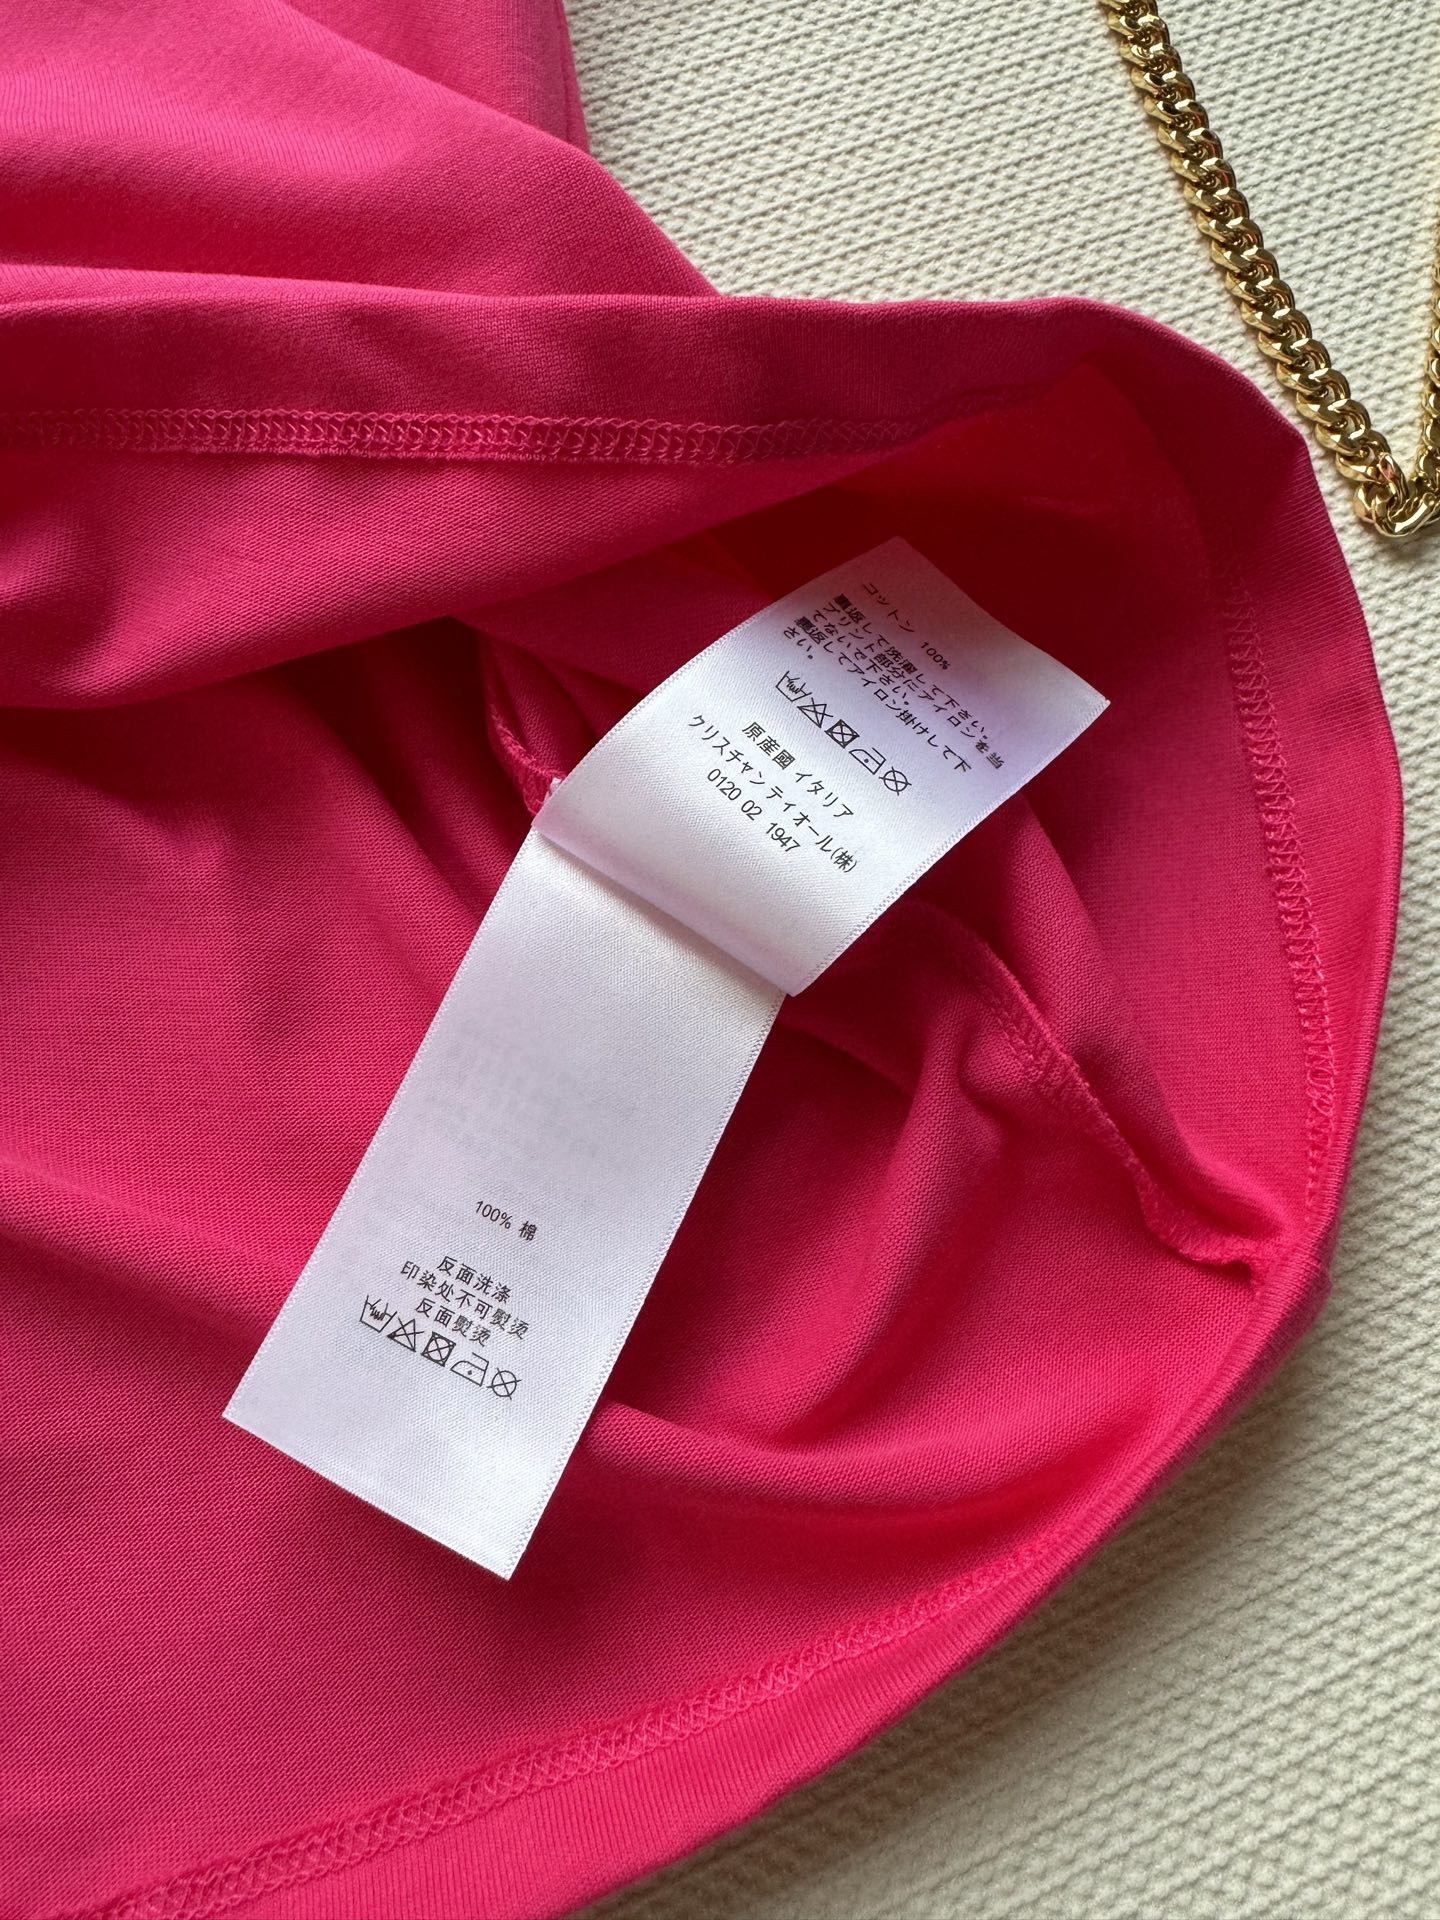 コットン 100%
裏返して洗濯して下さい。
プリント部分にアイロンを当
てないで下さい。
裏返してアイロン掛けして下
さい。
原産國 イタリア
クリスチャン ディオール(株)
0120 02 1947
100% 棉
反面洗涤
印染处不可熨烫
反面熨烫